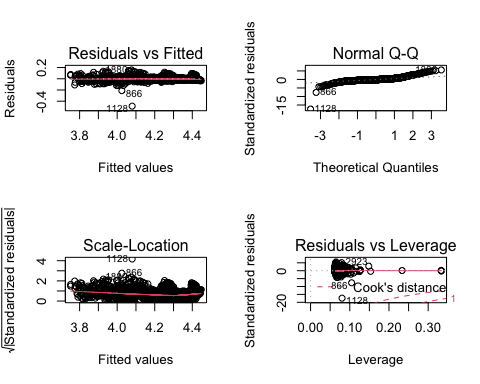 Residuals vs Fitted
Residuals
0.2
-0.4
866
1128
3.8 4.0 4.2 4.4
Fitted values
Normal Q-Q
Standardized residuals
0
-15
866
1128
-3 -1 1 2 3
Theoretical Quantiles
Scale-Location
√|Standardized residuals|
4
2
0
1128
866
3.8 4.0 4.2 4.4
Fitted values
Residuals vs Leverage
Standardized residuals
0
-20
2923
866
1128
Cook's distance
1
0.00 0.10 0.20 0.30
Leverage